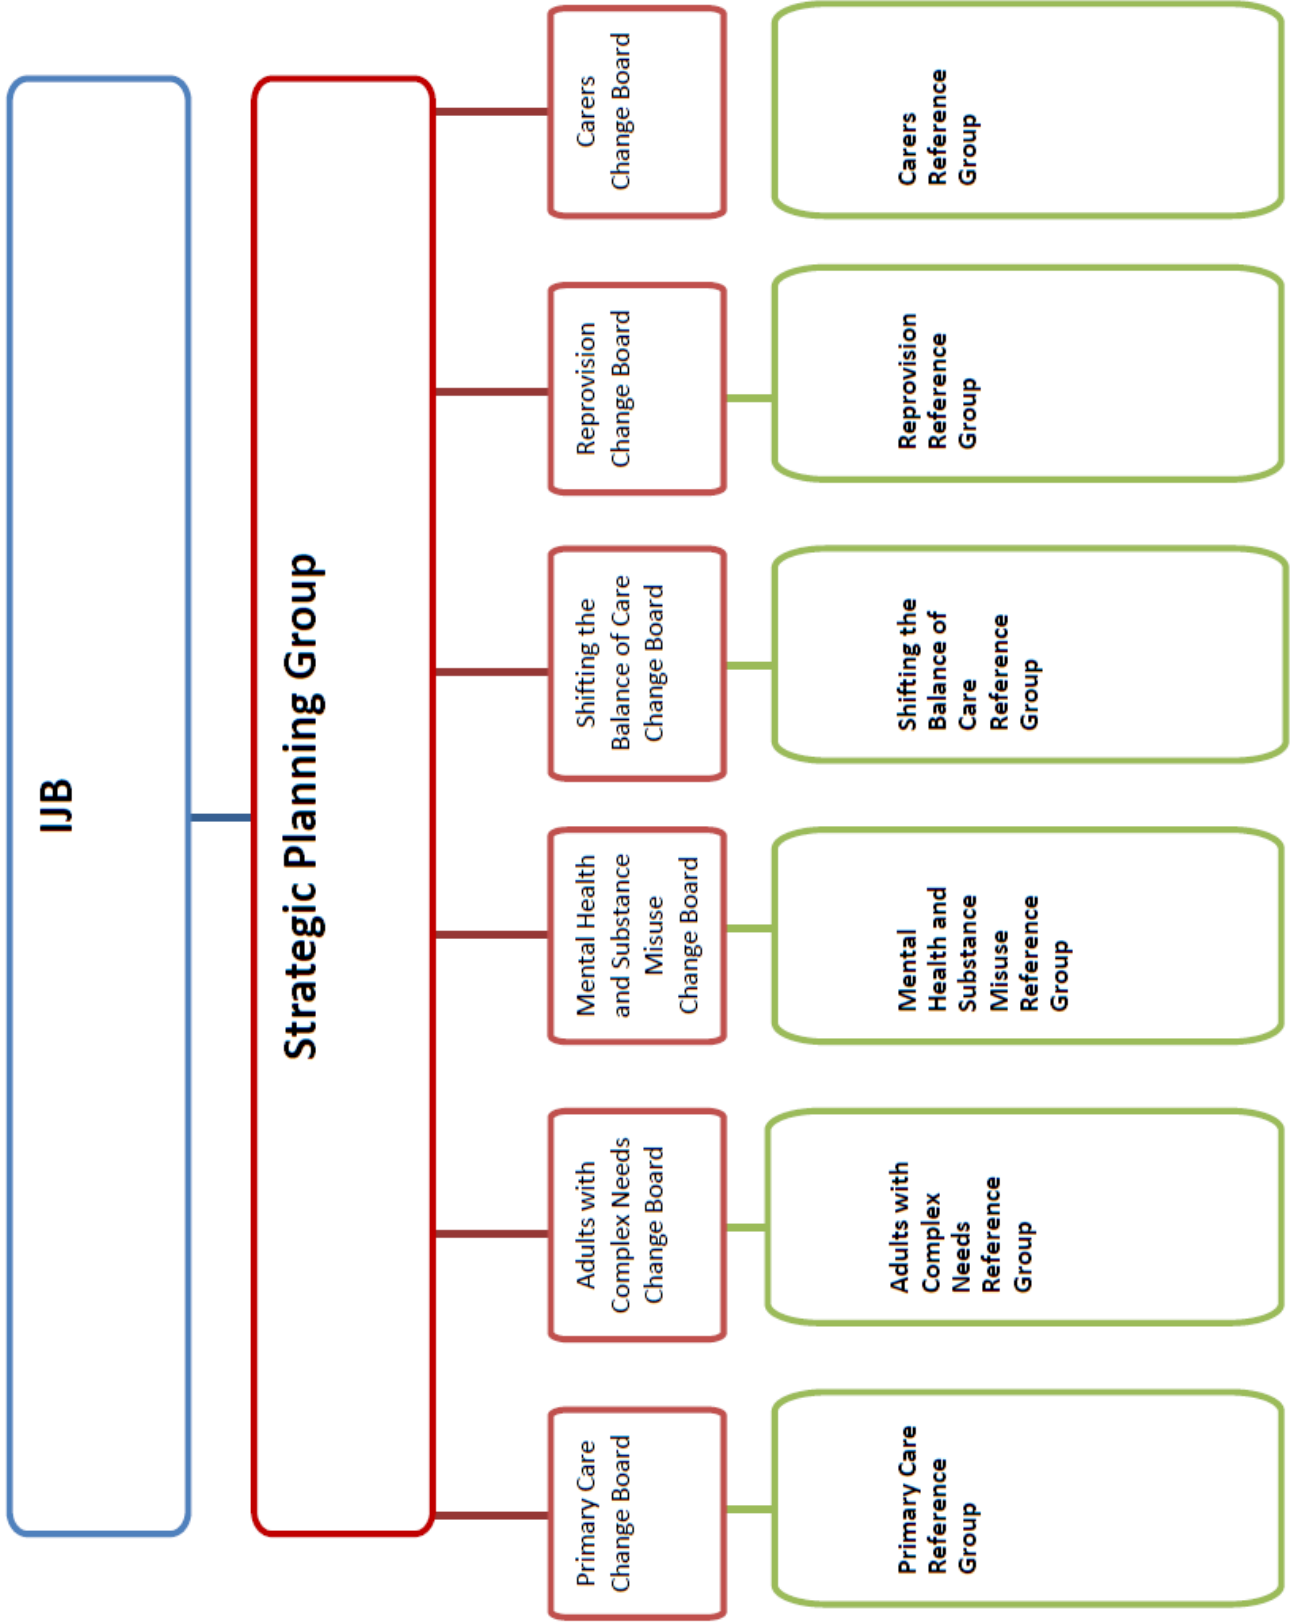 IJB
Strategic Planning Group
Primary Care
Change Board
Adults with
Complex Needs
Change Board
Mental Health
and Substance
Misuse
Change Board
Shifting the
Balance of Care
Change Board
Reprovision
Change Board
Carers
Change Board
Primary Care
Reference
Group
Adults with
Complex
Needs
Reference
Group
Mental
Health and
Substance
Misuse
Reference
Group
Shifting the
Balance of
Care
Reference
Group
Reprovision
Reference
Group
Carers
Reference
Group